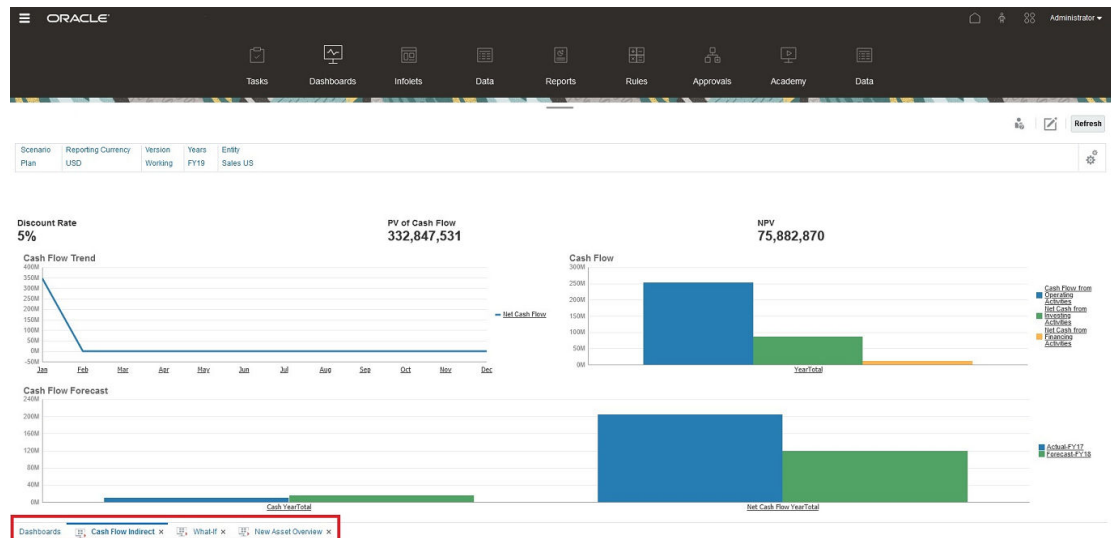 ORACLE
Administrator
Tasks Dashboards Infolets Data Reports Rules Approvals Academy Data
Refresh
Scenario Reporting Currency Version Years Entity
Plan USD Working FY19 Sales US
Discount Rate PV of Cash Flow NPV
5% 332,847,531 75,882,870
Cash Flow Trend
400M
350M
300M
250M
200M
150M
100M
50M
0M
-50M
Jan Feb Mar Apr May Jun Jul Aug Sep Oct Nov Dec
Net Cash Flow
Cash Flow
300M
250M
200M
150M
100M
50M
0M
YearTotal
Cash Flow from
Operating
Activities
Net Cash from
Investing
Activities
Net Cash from
Financing
Activities
Cash Flow Forecast
240M
200M
160M
120M
80M
40M
0M
Cash YearTotal Net Cash Flow YearTotal
Actual-FY17
Forecast-FY18
Dashboards Cash Flow Indirect × What-If × New Asset Overview ×